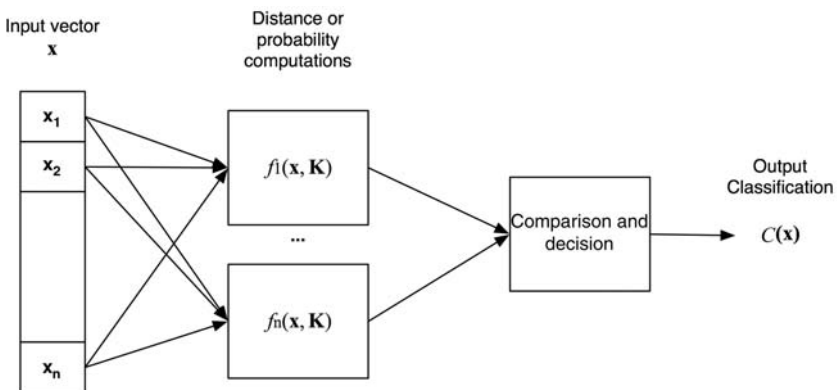 Input vector
x
Distance or
probability
computations
x1
x2
xn
f1(x, K)
...
fn(x, K)
Comparison and
decision
Output
Classification
C(x)